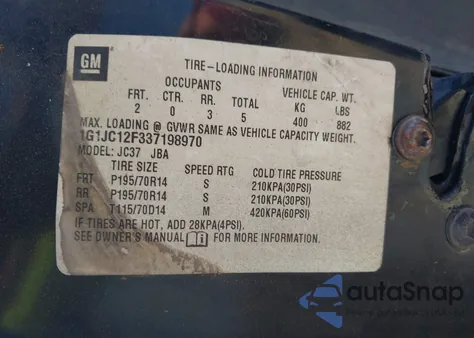 GM
TIRE-LOADING INFORMATION
OCCUPANTS VEHICLE CAP. WT.
FRT. CTR. RR. TOTAL KG LBS
2 0 3 5 400 882
MAX. LOADING @ GVWR SAME AS VEHICLE CAPACITY WEIGHT.
1G1JC12F337198970
MODEL: JC37 JBA
TIRE SIZE SPEED RTG COLD TIRE PRESSURE
FRT P195/70R14 S 210KPA(30PSI)
RR P195/70R14 S 210KPA(30PSI)
SPA T115/70D14 M 420KPA(60PSI)
IF TIRES ARE HOT, ADD 28KPA(4PSI).
SEE OWNER'S MANUAL FOR MORE INFORMATION
autoSnap